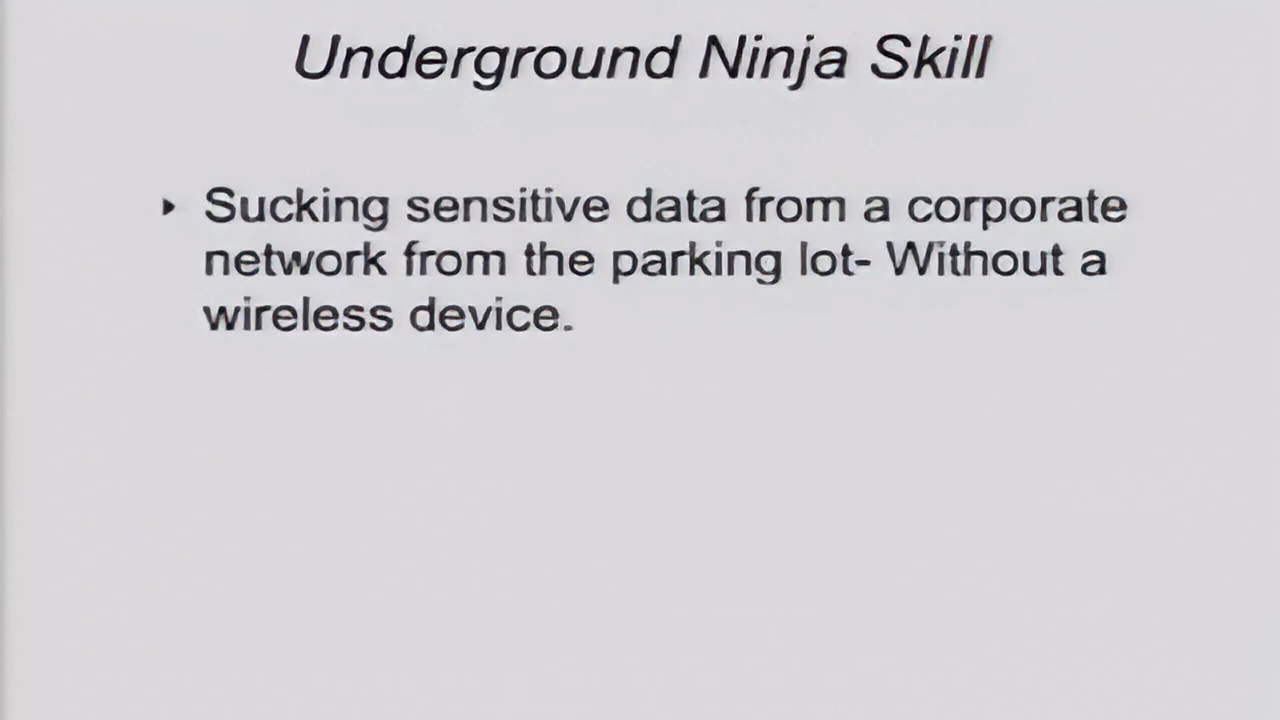 Underground Ninja Skill
‣ Sucking sensitive data from a corporate
network from the parking lot- Without a
wireless device.